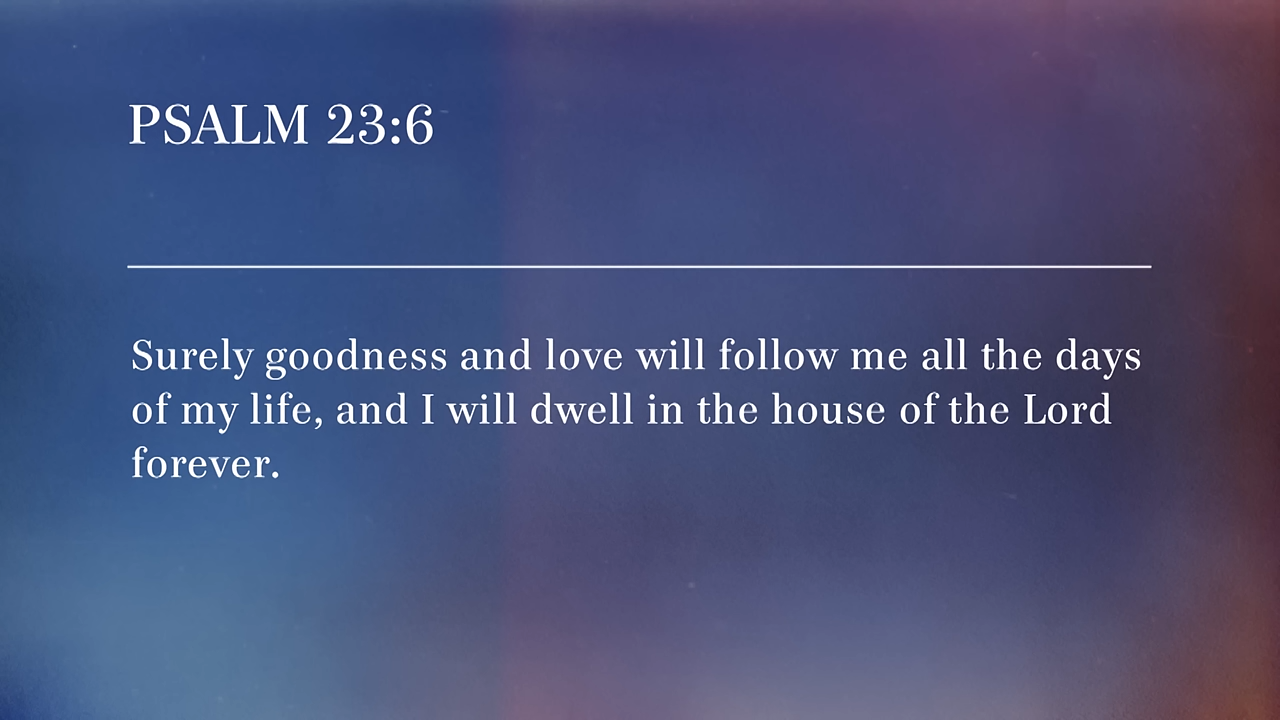 PSALM 23:6
Surely goodness and love will follow me all the days
of my life, and I will dwell in the house of the Lord
forever.